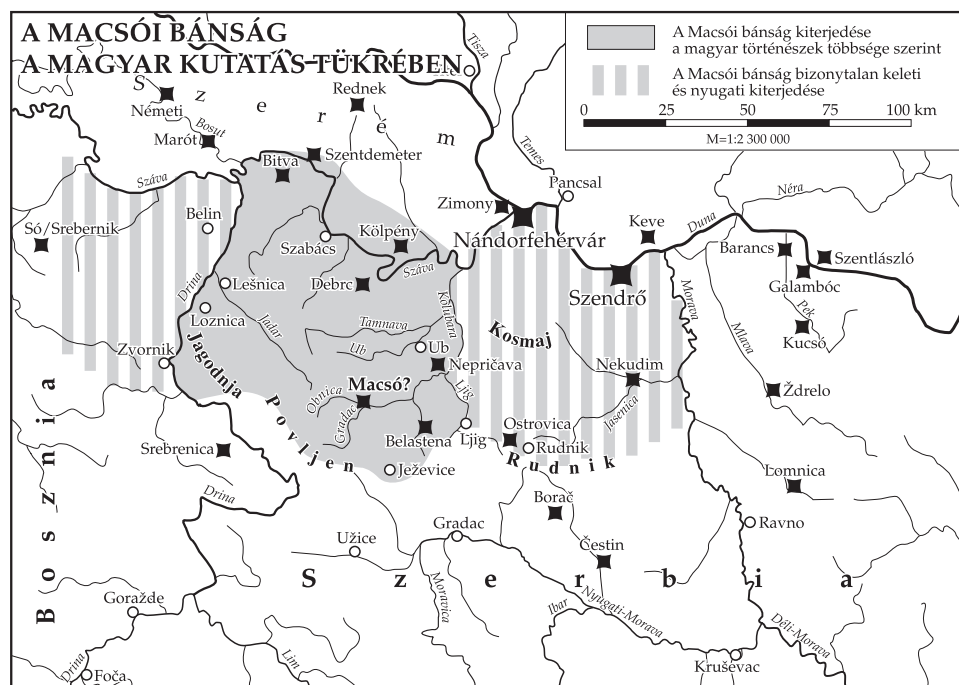 A MACSÓI BÁNSÁG
A MAGYAR KUTATÁS TÜKRÉBEN
A Macsói bánság kiterjedése
a magyar történészek többsége szerint
A Macsói bánság bizonytalan keleti
és nyugati kiterjedése
0 25 50 75 100 km
M=1:2 300 000
Tisza
Szerém
Németi
Rednek
Bosut
Marót
Szentdemeter
Bitva
Temes
Pancsal
Néra
Száva
Zimony
Nándorfehérvár
Keve
Duna
Só/Srebernik
Belin
Szabács
Kölpény
Száva
Barancs
Szentlászló
Galambóc
Drina
Lešnica
Debrc
Szendrő
Morava
Loznica
Jadar
Tamnava
Kolubara
Kosmaj
Pek
Kucsó
Mlava
Zvornik
Jagodnja
Ub
Ub
Nepričava
Nekudim
Macsó?
Obnica
Gradac
Ljig
Jasenica
Ždrelo
Povljen
Belastena
Ljig
Ostrovica
Rudnik
Rudnik
Srebrenica
Ježevice
Lomnica
Drina
Borač
Ravno
Užice
Gradac
Čestin
Szerbia
Bosznia
Moravica
Goražde
Ibar
Nyugati-Morava
Déli-Morava
Lim
Kruševac
Drina
Foča